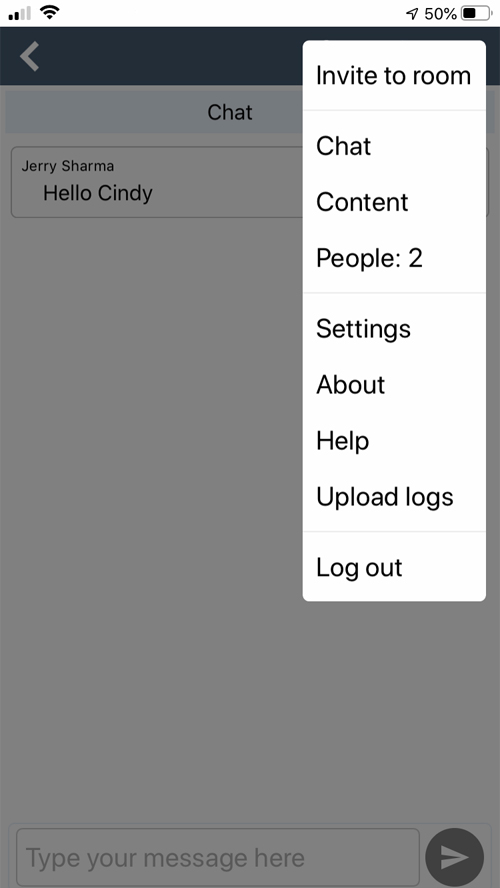 50%
Invite to room
Chat
Jerry Sharma
Hello Cindy
Chat
Content
People: 2
Settings
About
Help
Upload logs
Log out
Type your message here